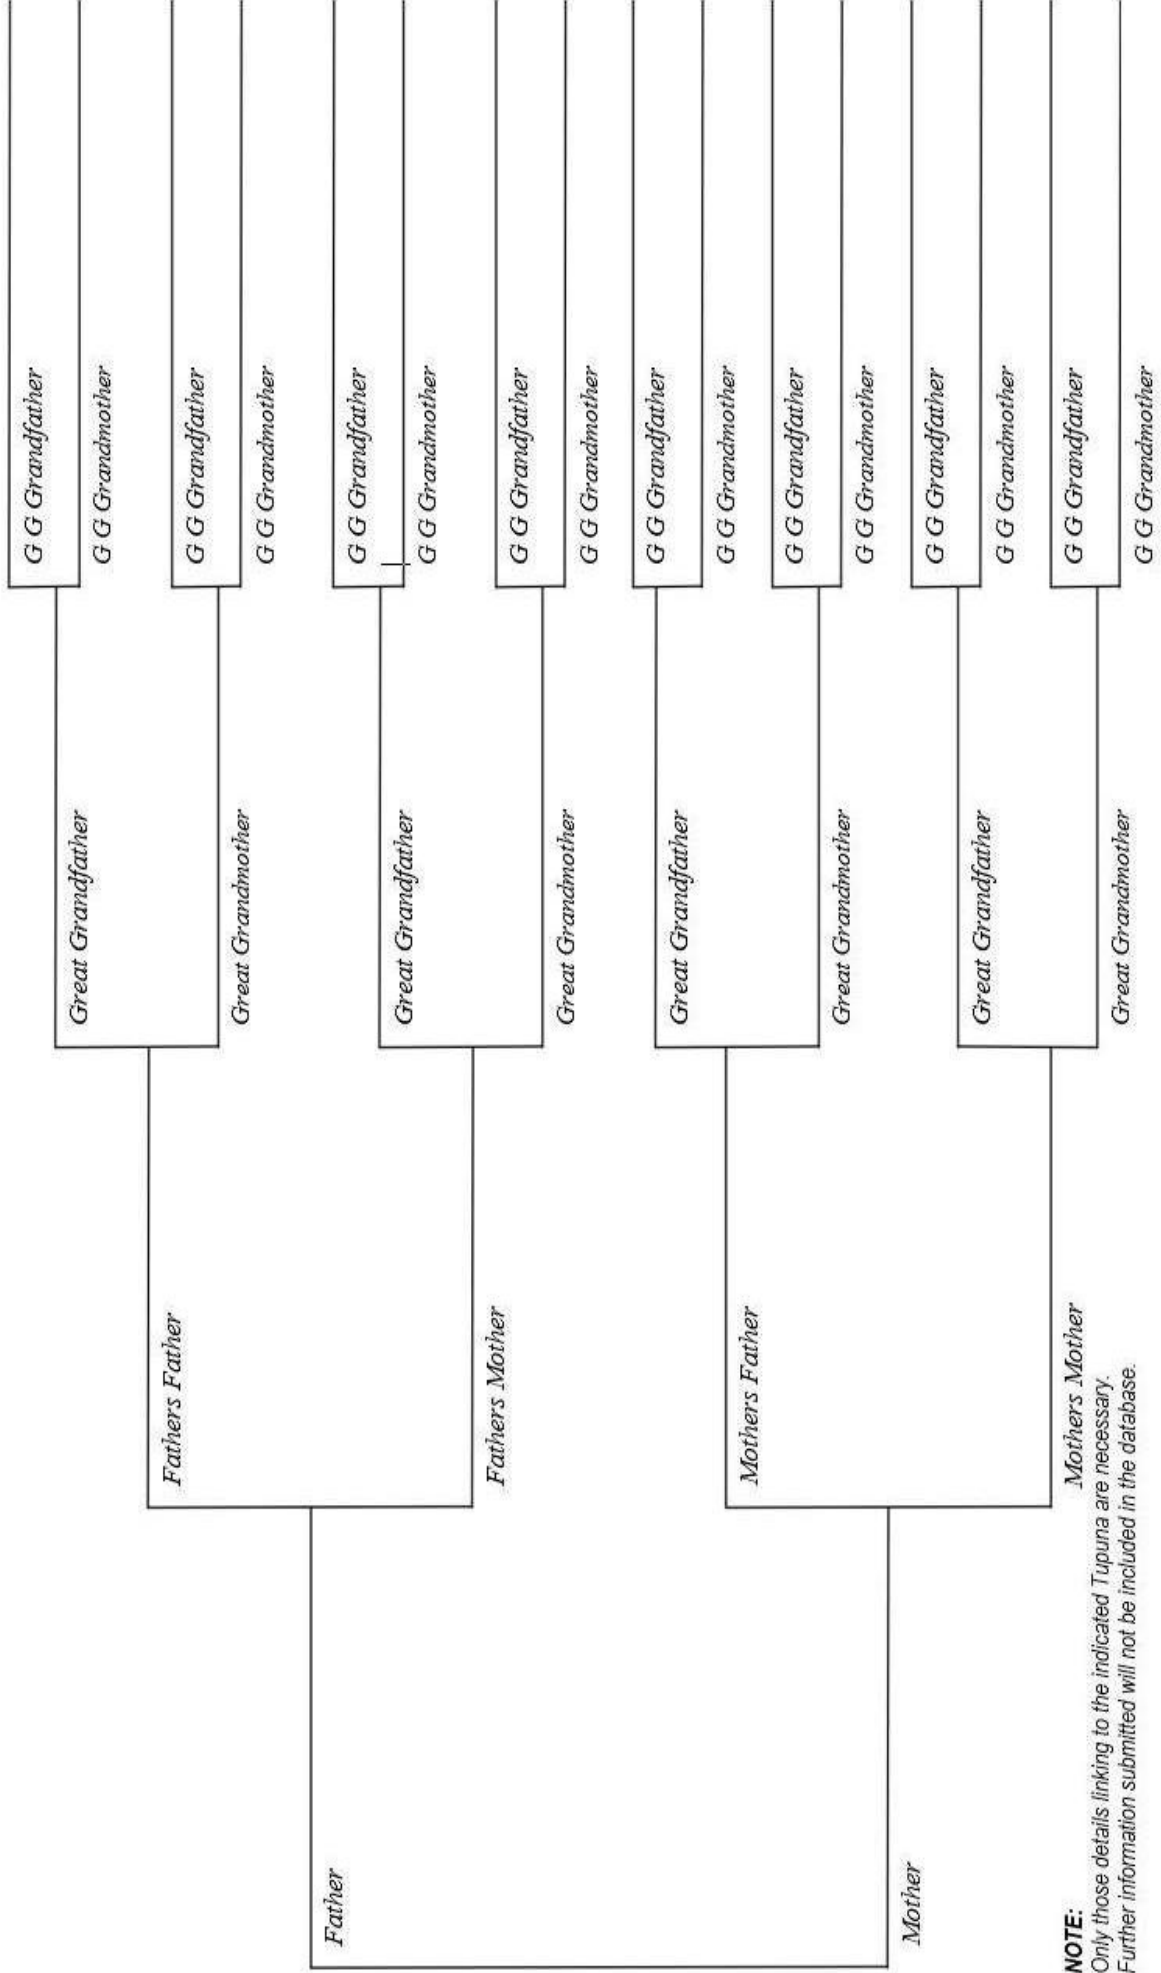 G G Grandfather
Great Grandfather
G G Grandmother
Fathers Father
G G Grandfather
Great Grandmother
G G Grandmother
Father
G G Grandfather
Great Grandfather
G G Grandmother
Fathers Mother
G G Grandfather
Great Grandmother
G G Grandmother
G G Grandfather
Great Grandfather
G G Grandmother
Mothers Father
G G Grandfather
Great Grandmother
G G Grandmother
Mother
G G Grandfather
Great Grandfather
G G Grandmother
Mothers Mother
G G Grandfather
Great Grandmother
G G Grandmother
NOTE:
Only those details linking to the indicated Tupuna are necessary.
Further information submitted will not be included in the database.